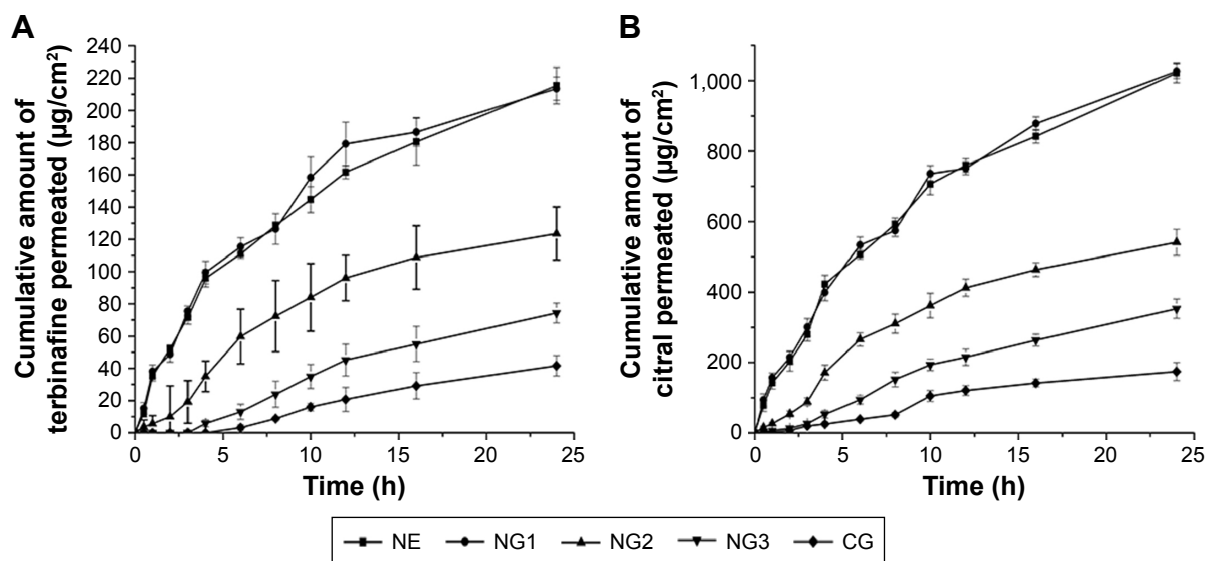 A
Cumulative amount of
terbinafine permeated (µg/cm²)
240
220
200
180
160
140
120
100
80
60
40
20
0
0 5 10 15 20 25
Time (h)
B
Cumulative amount of
citral permeated (µg/cm²)
1,000
800
600
400
200
0
0 5 10 15 20 25
Time (h)
NE NG1 NG2 NG3 CG